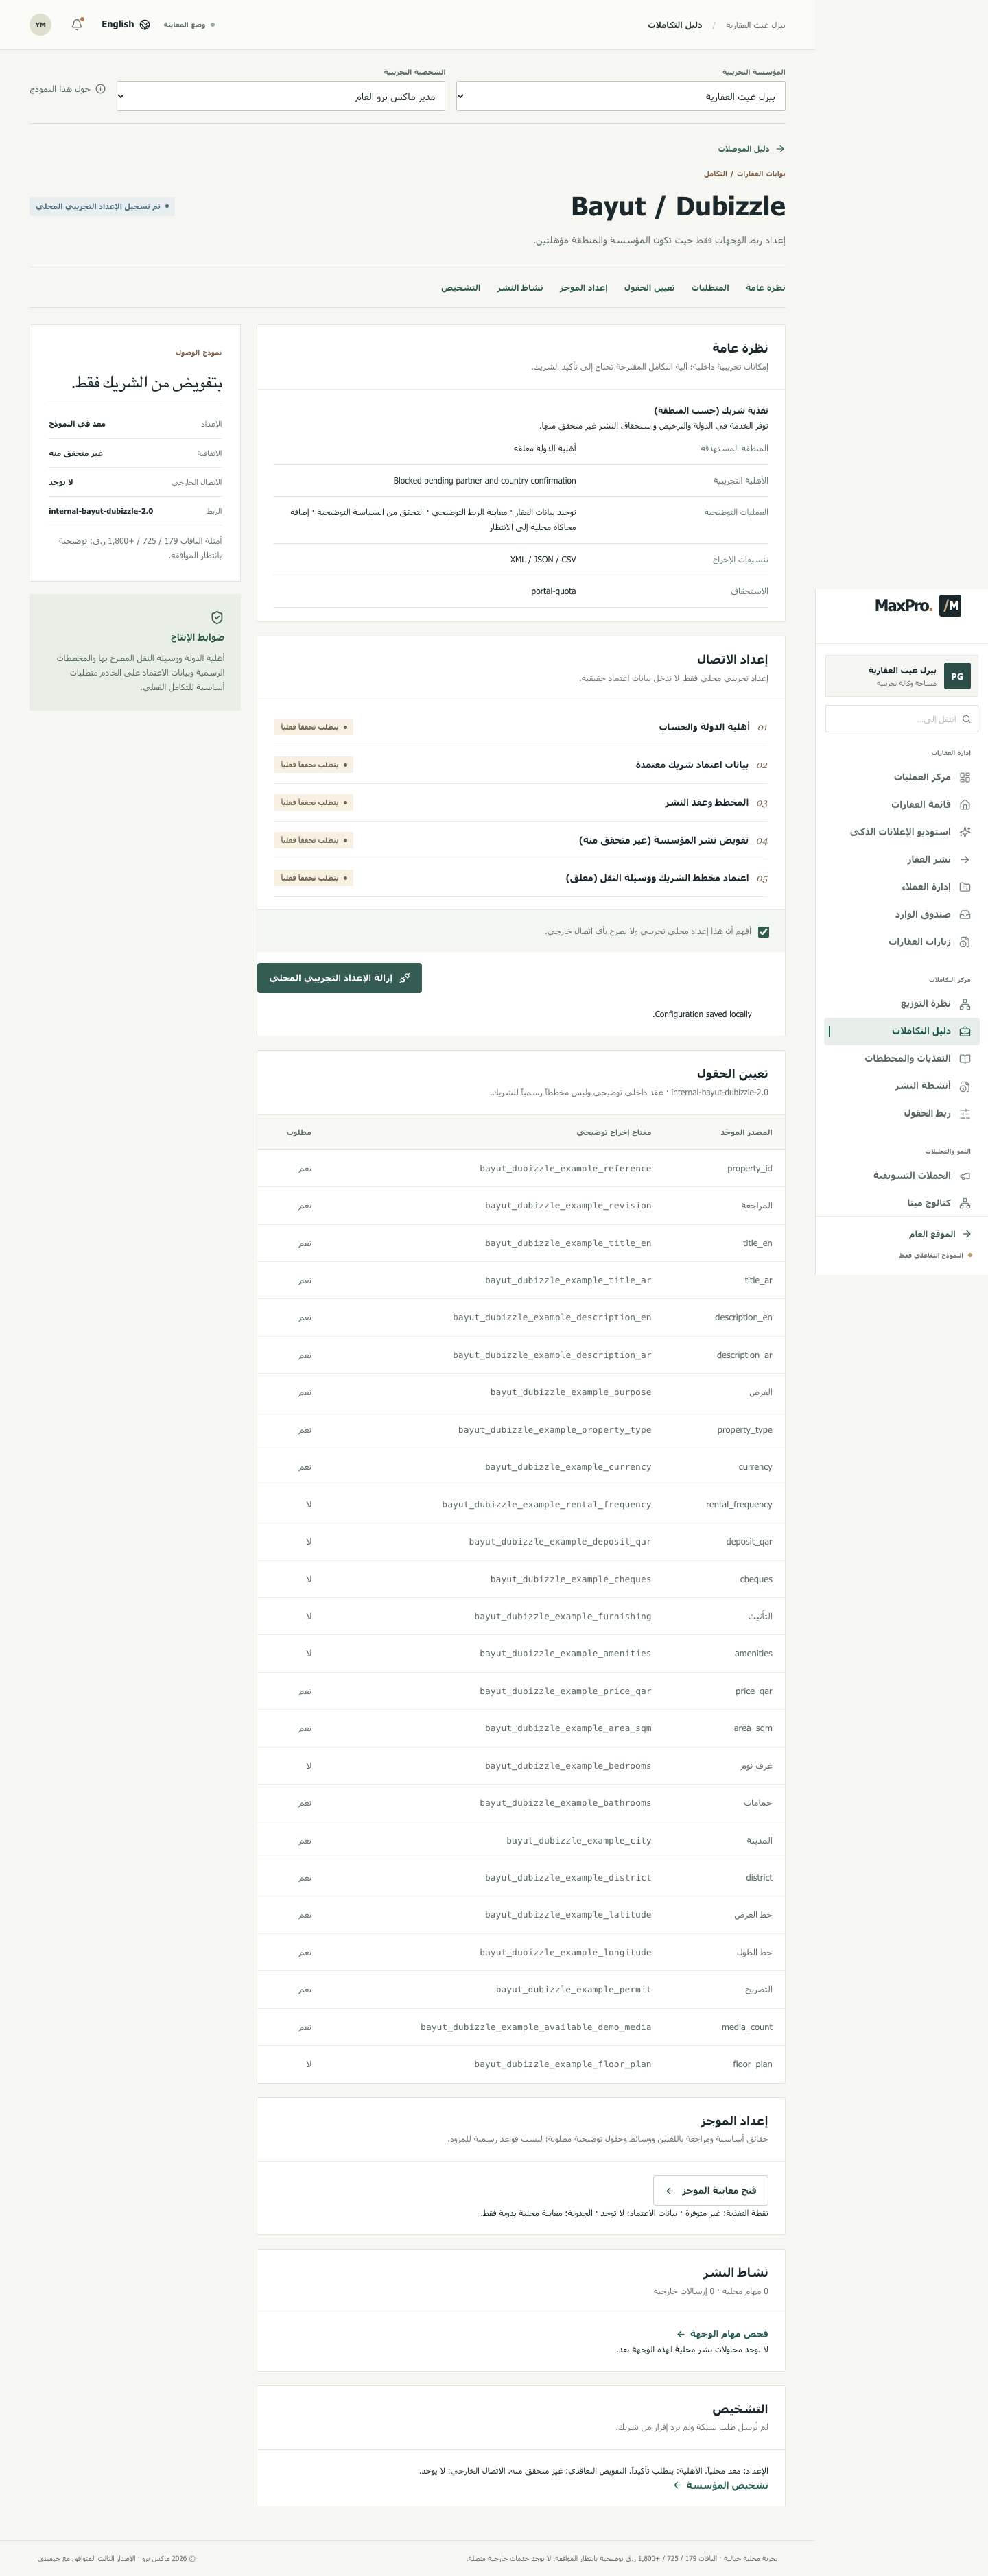 بيرل غيت العقارية / دليل التكاملات
وضع المعاينة
English
YM
المؤسسة التجريبية
بيرل غيت العقارية
الشخصية التجريبية
مدير ماكس برو العام
حول هذا النموذج
دليل الموصلات
بوابات العقارات / التكامل
Bayut / Dubizzle
تم تسجيل الإعداد التجريبي المحلي
إعداد ربط الوجهات فقط حيث تكون المؤسسة والمنطقة مؤهلتين.
نظرة عامة
المتطلبات
تعيين الحقول
إعداد الموجز
نشاط النشر
التشخيص
نظرة عامة
إمكانات تجريبية داخلية؛ آلية التكامل المقترحة تحتاج إلى تأكيد الشريك.
تغذية شريك (حسب المنطقة)
توفر الخدمة في الدولة والترخيص واستحقاق النشر غير متحقق منها.
المنطقة المستهدفة
أهلية الدولة معلقة
الأهلية التجريبية
Blocked pending partner and country confirmation
العمليات التوضيحية
توحيد بيانات العقار · معاينة الربط التوضيحي · التحقق من السياسة التوضيحية · إضافة
محاكاة محلية إلى الانتظار
تنسيقات الإخراج
XML / JSON / CSV
الاستحقاق
portal-quota
نموذج الوصول
بتفويض من الشريك فقط.
الإعداد
معد في النموذج
الاتفاقية
غير متحقق منه
الاتصال الخارجي
لا يوجد
الربط
internal-bayut-dubizzle-2.0
أمثلة الباقات 179 / 725 / +1,800 ر.ق: توضيحية
بانتظار الموافقة.
ضوابط الإنتاج
أهلية الدولة ووسيلة النقل المصرح بها والمخططات
الرسمية وبيانات الاعتماد على الخادم متطلبات
أساسية للتكامل الفعلي.
إعداد الاتصال
إعداد تجريبي محلي فقط. لا تدخل بيانات اعتماد حقيقية.
01 أهلية الدولة والحساب
يتطلب تحققاً فعلياً
02 بيانات اعتماد شريك معتمدة
يتطلب تحققاً فعلياً
03 المخطط وعقد النشر
يتطلب تحققاً فعلياً
04 تفويض نشر المؤسسة (غير متحقق منه)
يتطلب تحققاً فعلياً
05 اعتماد مخطط الشريك ووسيلة النقل (معلق)
يتطلب تحققاً فعلياً
أفهم أن هذا إعداد محلي تجريبي ولا يصرح بأي اتصال خارجي.
إزالة الإعداد التجريبي المحلي
Configuration saved locally.
تعيين الحقول
internal-bayut-dubizzle-2.0 · عقد داخلي توضيحي وليس مخططاً رسمياً للشريك.
المصدر الموحّد
مفتاح إخراج توضيحي
مطلوب
property_id bayut_dubizzle_example_reference نعم
المراجعة bayut_dubizzle_example_revision نعم
title_en bayut_dubizzle_example_title_en نعم
title_ar bayut_dubizzle_example_title_ar نعم
description_en bayut_dubizzle_example_description_en نعم
description_ar bayut_dubizzle_example_description_ar نعم
الغرض bayut_dubizzle_example_purpose نعم
property_type bayut_dubizzle_example_property_type نعم
currency bayut_dubizzle_example_currency نعم
rental_frequency bayut_dubizzle_example_rental_frequency لا
deposit_qar bayut_dubizzle_example_deposit_qar لا
cheques bayut_dubizzle_example_cheques لا
التأثيث bayut_dubizzle_example_furnishing لا
amenities bayut_dubizzle_example_amenities لا
price_qar bayut_dubizzle_example_price_qar نعم
area_sqm bayut_dubizzle_example_area_sqm نعم
غرف نوم bayut_dubizzle_example_bedrooms لا
حمامات bayut_dubizzle_example_bathrooms نعم
المدينة bayut_dubizzle_example_city نعم
district bayut_dubizzle_example_district نعم
خط العرض bayut_dubizzle_example_latitude نعم
خط الطول bayut_dubizzle_example_longitude نعم
التصريح bayut_dubizzle_example_permit نعم
media_count bayut_dubizzle_example_available_demo_media نعم
floor_plan bayut_dubizzle_example_floor_plan لا
إعداد الموجز
حقائق أساسية ومراجعة باللغتين ووسائط وحقول توضيحية مطلوبة؛ ليست قواعد رسمية للمزود.
فتح معاينة الموجز
نقطة التغذية: غير متوفرة · بيانات الاعتماد: لا توجد · الجدولة: معاينة محلية يدوية فقط.
نشاط النشر
0 مهام محلية · 0 إرسالات خارجية
فحص مهام الوجهة
لا توجد محاولات نشر محلية لهذه الوجهة بعد.
التشخيص
لم يُرسل طلب شبكة ولم يرد إقرار من شريك.
الإعداد: معد محلياً. الأهلية: يتطلب تأكيداً. التفويض التعاقدي: غير متحقق منه. الاتصال الخارجي: لا يوجد.
تشخيص المؤسسة
تجربة محلية خيالية · الباقات 179 / 725 / +1,800 ر.ق توضيحية بانتظار الموافقة. لا توجد خدمات خارجية متصلة.
© 2026 ماكس برو · الإصدار الثالث المتوافق مع جيميني
MaxPro. /M
PG
بيرل غيت العقارية
مساحة وكالة تجريبية
انتقل إلى...
إدارة العقارات
مركز العمليات
قائمة العقارات
استوديو الإعلانات الذكي
نشر العقار
إدارة العملاء
صندوق الوارد
زيارات العقارات
مركز التكاملات
نظرة التوزيع
دليل التكاملات
التغذيات والمخططات
أنشطة النشر
ربط الحقول
النمو والتحليلات
الحملات التسويقية
كتالوج ميتا
الموقع العام
النموذج التفاعلي فقط